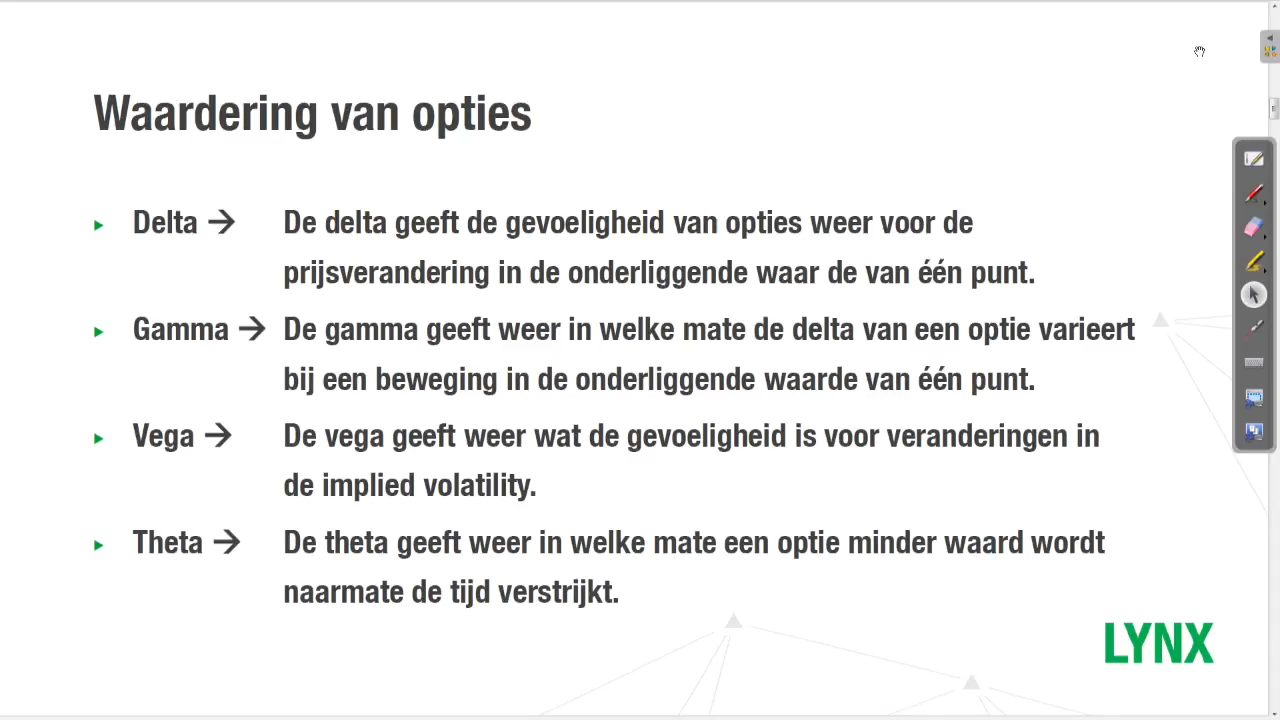 Waardering van opties
Delta → De delta geeft de gevoeligheid van opties weer voor de
prijsverandering in de onderliggende waar de van één punt.
Gamma → De gamma geeft weer in welke mate de delta van een optie varieert
bij een beweging in de onderliggende waarde van één punt.
Vega → De vega geeft weer wat de gevoeligheid is voor veranderingen in
de implied volatility.
Theta → De theta geeft weer in welke mate een optie minder waard wordt
naarmate de tijd verstrijkt.
LYNX